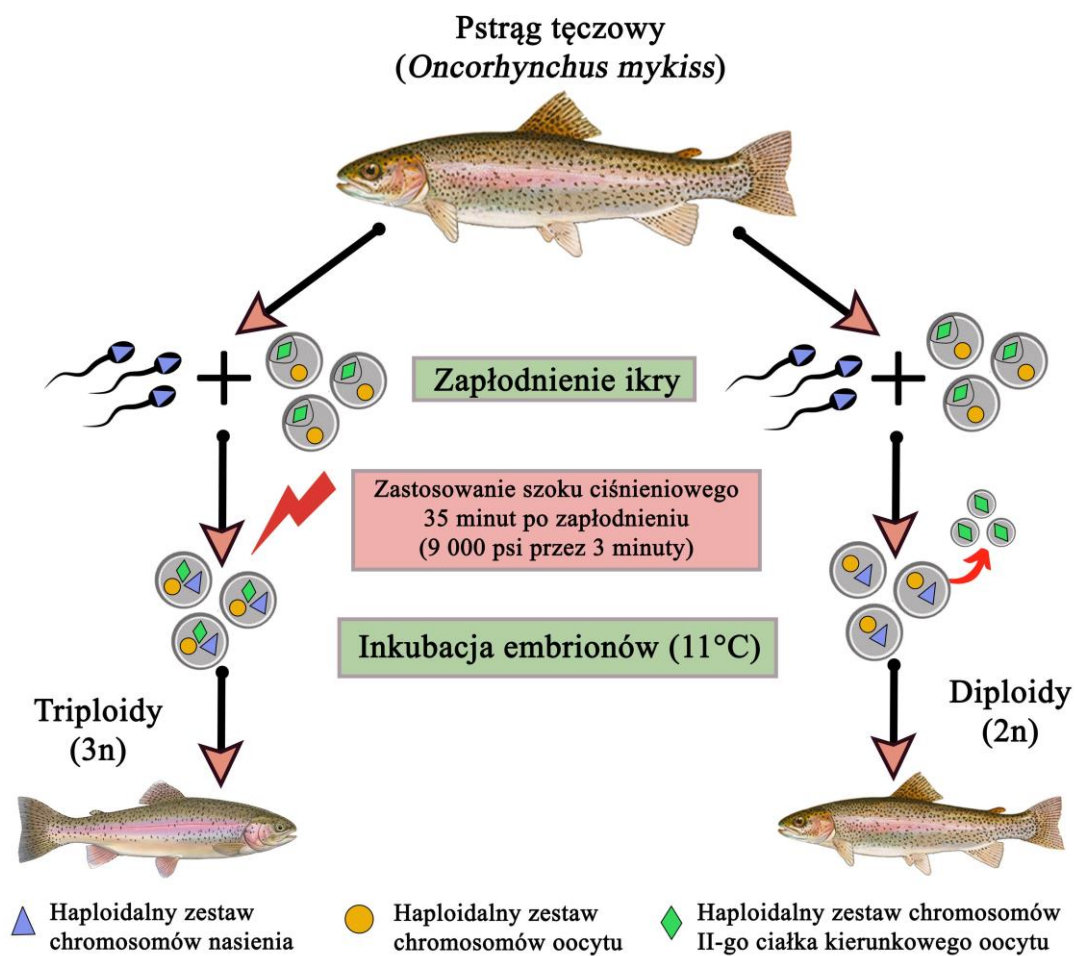 Pstrąg tęczowy
(Oncorhynchus mykiss)
Zapłodnienie ikry
Zastosowanie szoku ciśnieniowego
35 minut po zapłodnieniu
(9 000 psi przez 3 minuty)
Inkubacja embrionów (11°C)
Triploidy
(3n)
Diploidy
(2n)
Haploidalny zestaw
chromosomów nasienia
Haploidalny zestaw
chromosomów oocytu
Haploidalny zestaw chromosomów
II-go ciałka kierunkowego oocytu